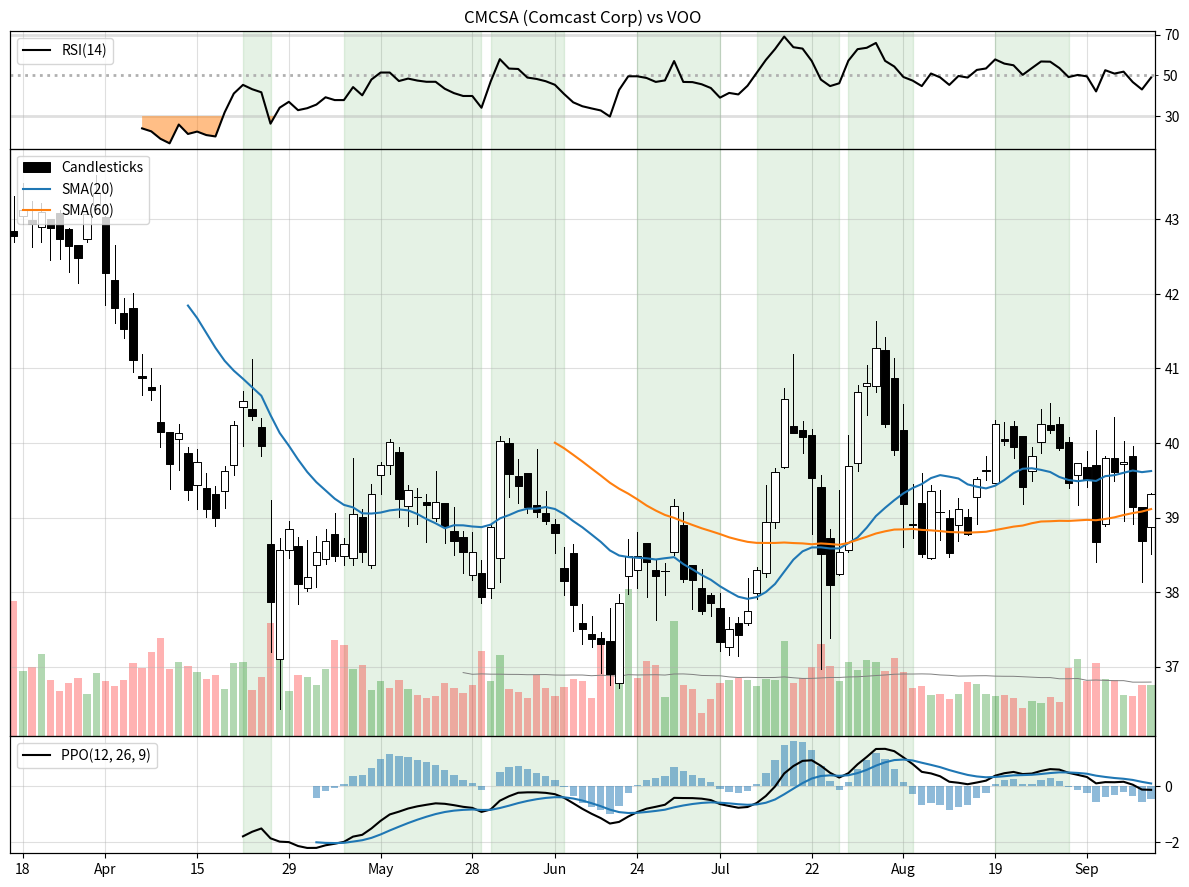 CMCSA (Comcast Corp) vs VOO
RSI(14)
70
50
30
Candlesticks
SMA(20)
SMA(60)
43
42
41
40
39
38
37
PPO(12, 26, 9)
0
−2
18 Apr 15 29 May 28 Jun 24 Jul 22 Aug 19 Sep